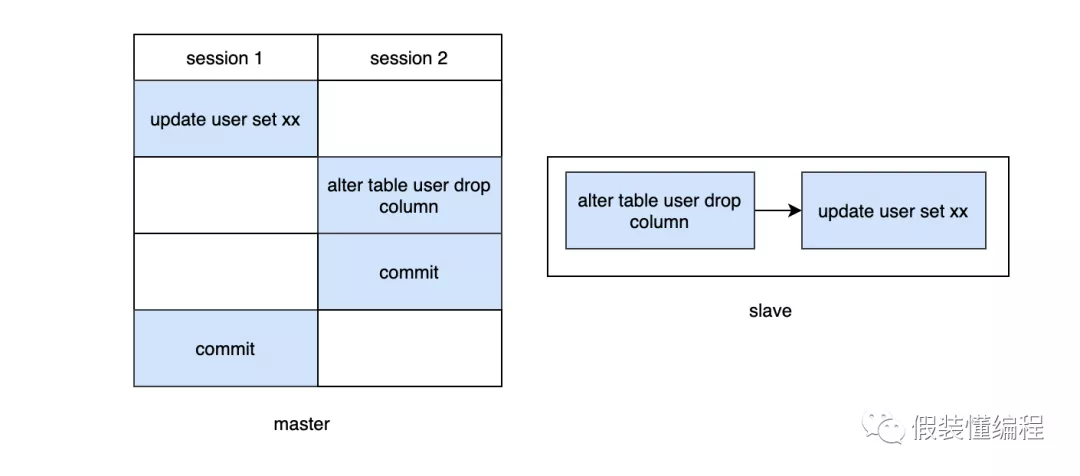 session 1
session 2
update user set xx
alter table user drop
column
commit
commit
master
alter table user drop
column
update user set xx
slave
假装懂编程